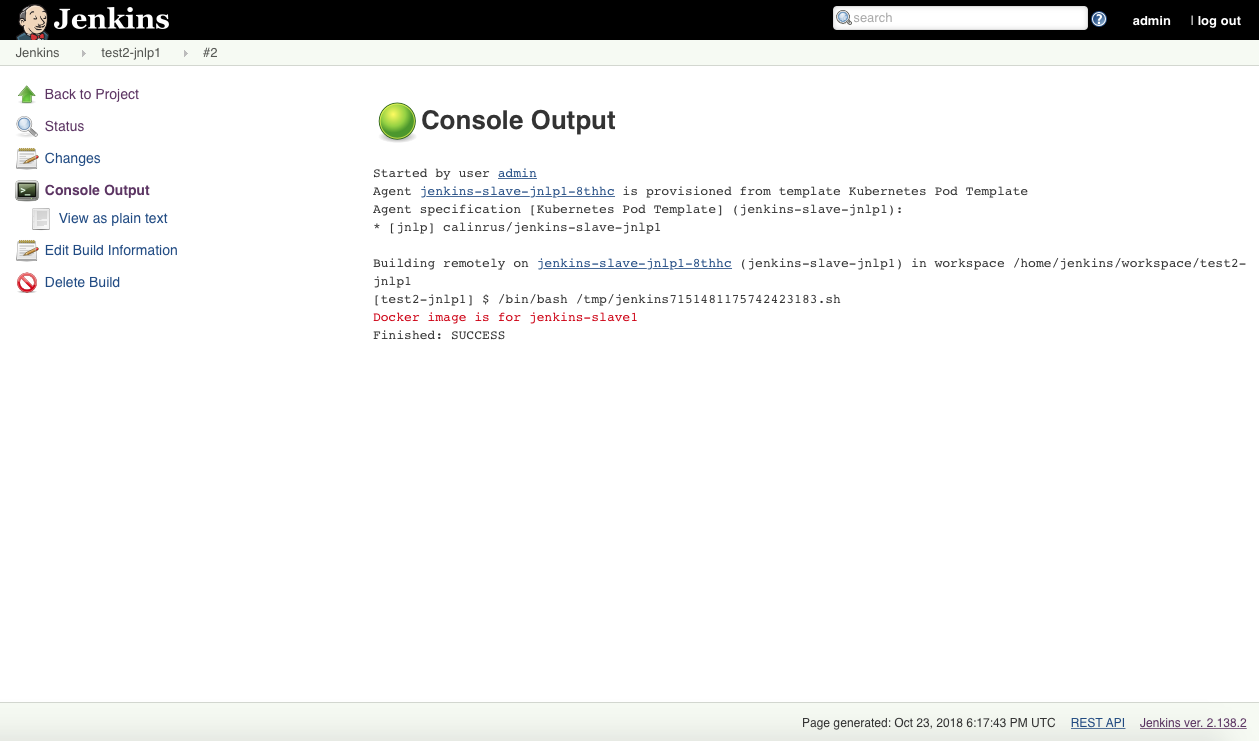 Jenkins
search
admin
| log out
Jenkins
test2-jnlp1
#2
Back to Project
Status
Changes
Console Output
View as plain text
Edit Build Information
Delete Build
Console Output
Started by user admin
Agent jenkins-slave-jnlp1-8thhc is provisioned from template Kubernetes Pod Template
Agent specification [Kubernetes Pod Template] (jenkins-slave-jnlp1):
* [jnlp] calinrus/jenkins-slave-jnlp1
Building remotely on jenkins-slave-jnlp1-8thhc (jenkins-slave-jnlp1) in workspace /home/jenkins/workspace/test2-
jnlp1
[test2-jnlp1] $ /bin/bash /tmp/jenkins7151481175742423183.sh
Docker image is for jenkins-slave1
Finished: SUCCESS
Page generated: Oct 23, 2018 6:17:43 PM UTC REST API Jenkins ver. 2.138.2